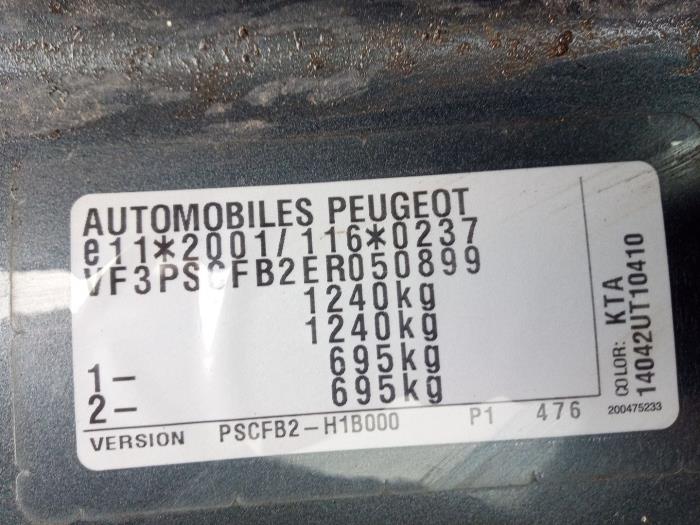 AUTOMOBILES PEUGEOT
e11*2001/116*0237
VF3PSCFB2ER050899
1240kg
1240kg
1- 695kg
2- 695kg
VERSION PSCFB2-H1B000 P1 476
COLOR: KTA
14042UT10410
200475233